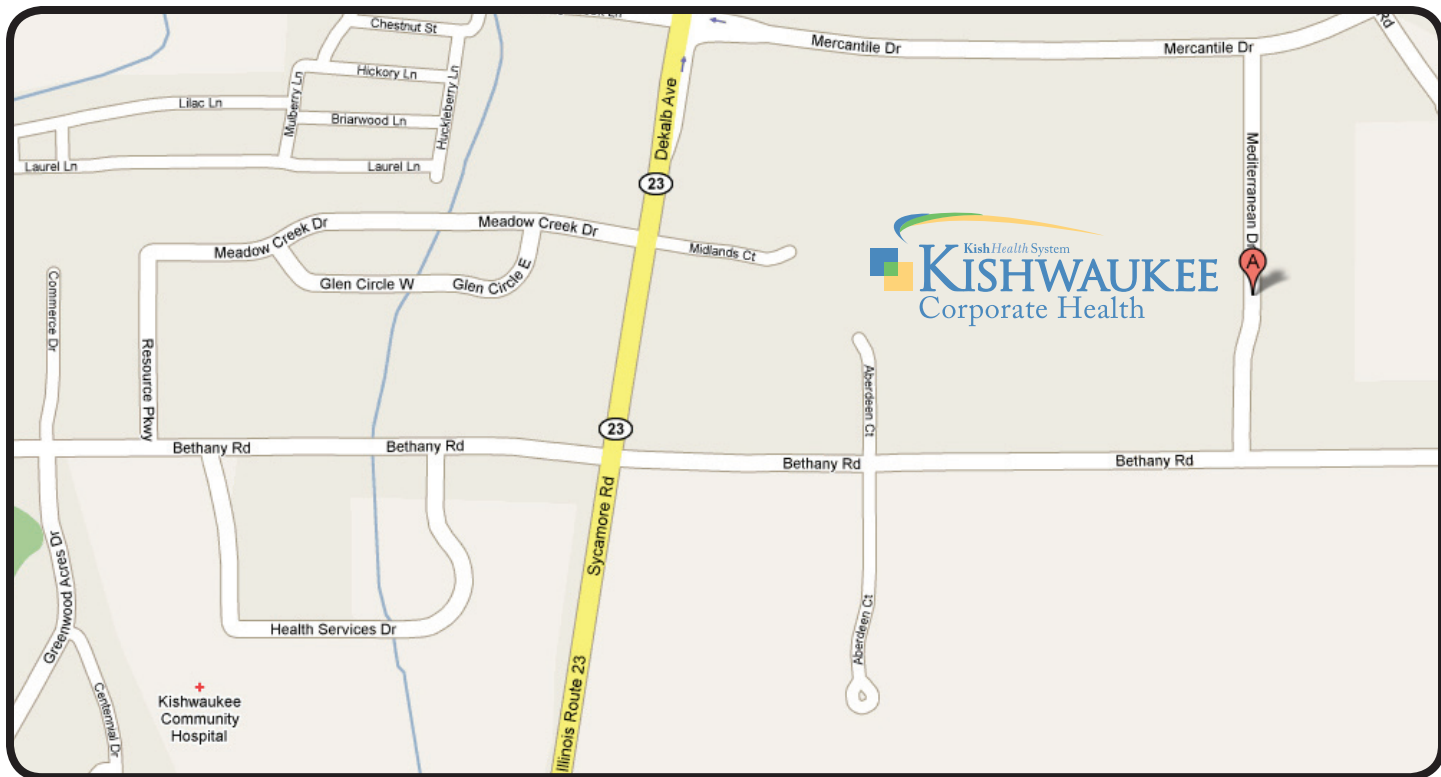 Chestnut St
Mercantile Dr
Mercantile Dr
Rd
Hickory Ln
Lilac Ln
Mulberry Ln
Huckleberry Ln
Briarwood Ln
Dekalb Ave
Laurel Ln
Laurel Ln
23
Mediterranean Dr
Meadow Creek Dr
Meadow Creek Dr
Midlands Ct
Glen Circle W
Glen Circle E
KishHealth System
KISHWAUKEE
Corporate Health
A
Commerce Dr
Resource Pkwy
Aberdeen Ct
23
Bethany Rd
Bethany Rd
Bethany Rd
Bethany Rd
Sycamore Rd
Greenwood Acres Dr
Health Services Dr
Aberdeen Ct
Illinois Route 23
Centennial Dr
Kishwaukee
Community
Hospital